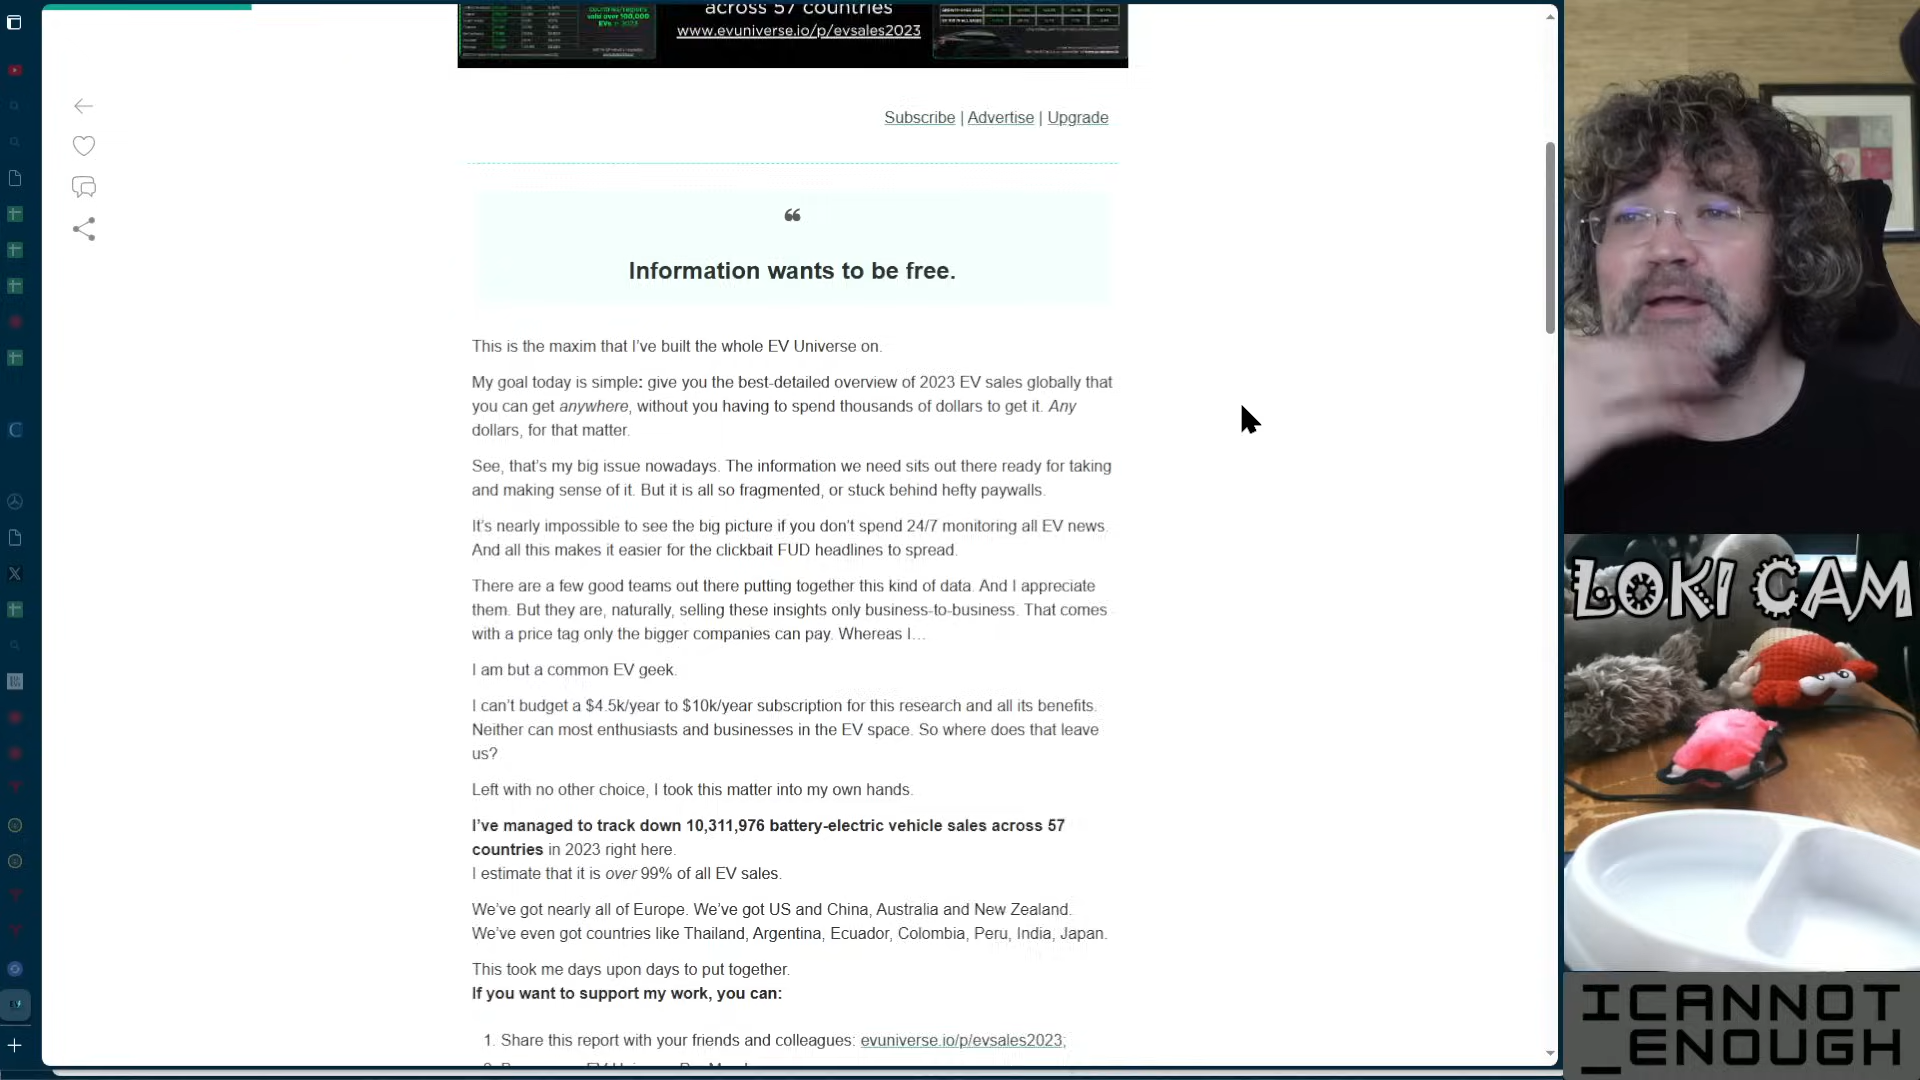 countries/regions
sold over 100,000
across 57 countries
www.evuniverse.io/p/evsales2023
Subscribe | Advertise | Upgrade
❝
Information wants to be free.
This is the maxim that I’ve built the whole EV Universe on.
My goal today is simple: give you the best-detailed overview of 2023 EV sales globally that
you can get anywhere, without you having to spend thousands of dollars to get it. Any
dollars, for that matter.
See, that’s my big issue nowadays. The information we need sits out there ready for taking
and making sense of it. But it is all so fragmented, or stuck behind hefty paywalls.
It’s nearly impossible to see the big picture if you don’t spend 24/7 monitoring all EV news.
And all this makes it easier for the clickbait FUD headlines to spread.
There are a few good teams out there putting together this kind of data. And I appreciate
them. But they are, naturally, selling these insights only business-to-business. That comes
with a price tag only the bigger companies can pay. Whereas I…
I am but a common EV geek.
I can’t budget a $4.5k/year to $10k/year subscription for this research and all its benefits.
Neither can most enthusiasts and businesses in the EV space. So where does that leave
us?
Left with no other choice, I took this matter into my own hands.
I’ve managed to track down 10,311,976 battery-electric vehicle sales across 57
countries in 2023 right here.
I estimate that it is over 99% of all EV sales.
We’ve got nearly all of Europe. We’ve got US and China, Australia and New Zealand.
We’ve even got countries like Thailand, Argentina, Ecuador, Colombia, Peru, India, Japan.
This took me days upon days to put together.
If you want to support my work, you can:
1. Share this report with your friends and colleagues: evuniverse.io/p/evsales2023;
LOKI CAM
ICANNOT
_ENOUGH